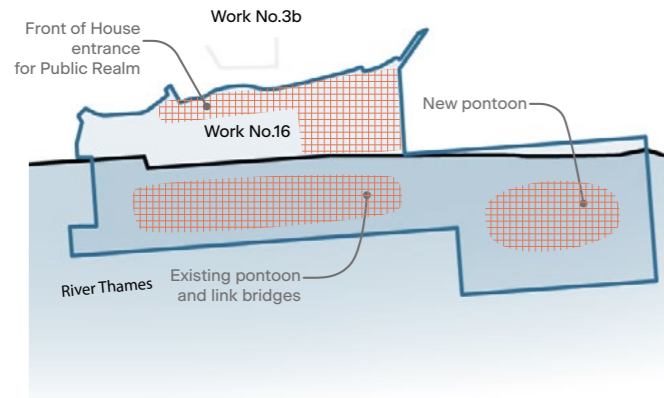 Work No.3b
Front of House
entrance
for Public Realm
New pontoon
Work No.16
Existing pontoon
and link bridges
River Thames